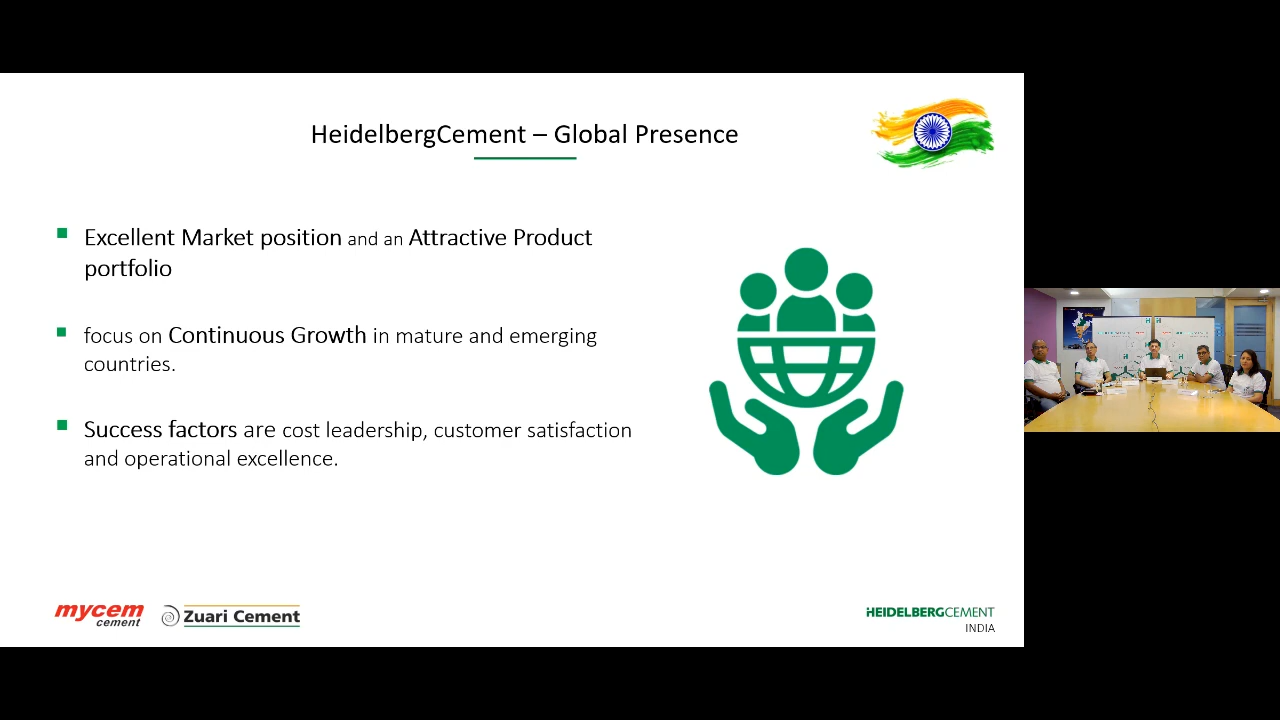 HeidelbergCement – Global Presence
Excellent Market position and an Attractive Product
portfolio
focus on Continuous Growth in mature and emerging
countries.
Success factors are cost leadership, customer satisfaction
and operational excellence.
mycem
cement
Zuari Cement
HEIDELBERGCEMENT
INDIA